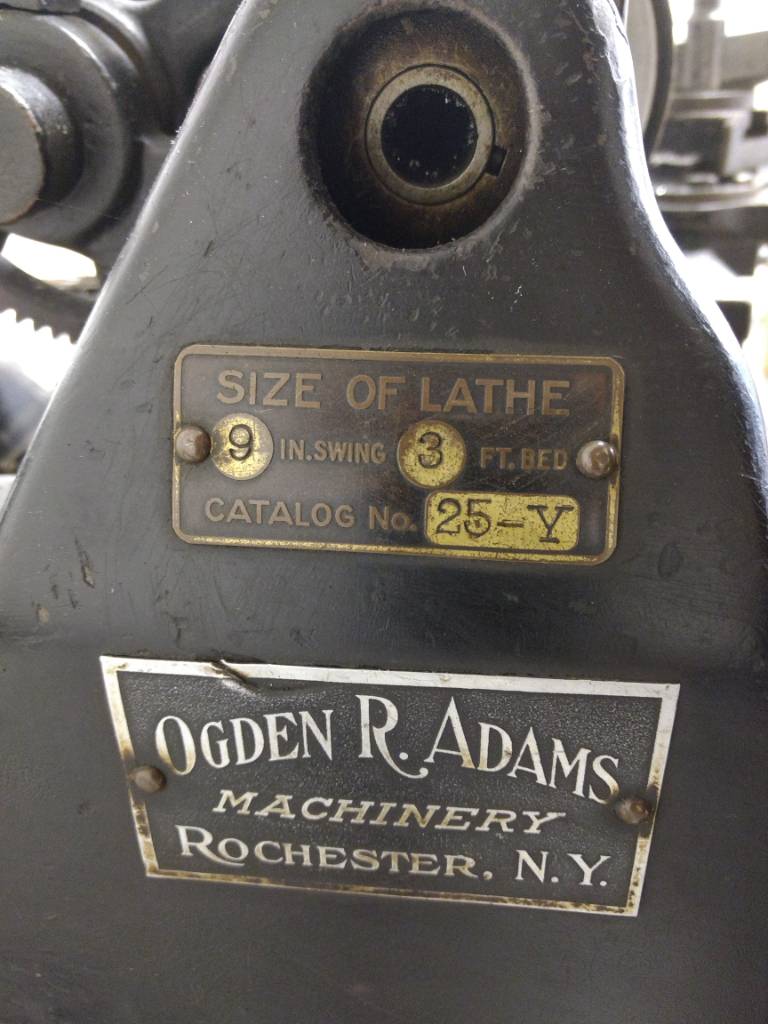 SIZE OF LATHE
9 IN. SWING 3 FT. BED
CATALOG No. 25-Y
OGDEN R. ADAMS
MACHINERY
ROCHESTER, N.Y.